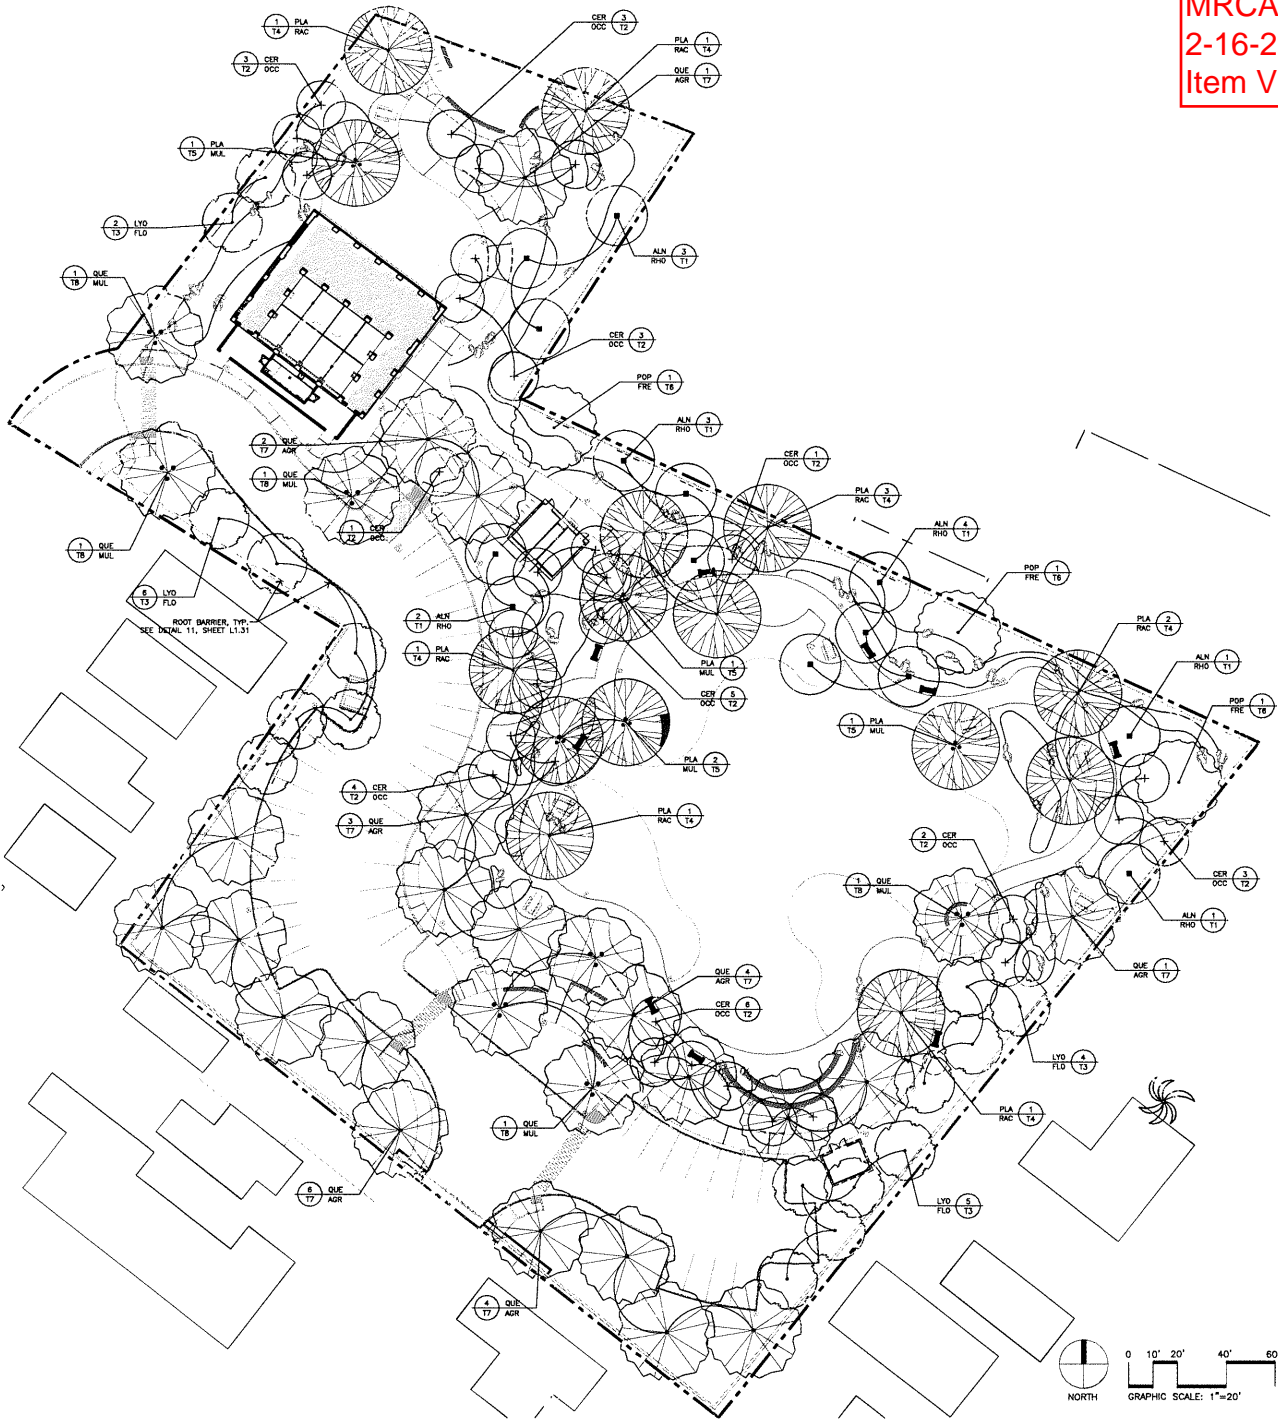 MRCA
2-16-2
Item V
1 T4 PLA RAC
CER OCC 3 T2
PLA RAC 1 T4
3 T2 CER OCC
QUE AGR 1 T7
1 T5 PLA MUL
2 T3 LYO FLO
ALN RHO 3 T1
1 T8 QUE MUL
CER OCC 3 T2
POP FRE 1 T6
ALN RHO 3 T1
2 T7 QUE AGR
CER OCC 1 T2
1 T8 QUE MUL
PLA RAC 3 T4
1 T2 CER OCC
ALN RHO 4 T1
1 T8 QUE MUL
POP FRE 1 T6
6 T3 LYO FLO
ROOT BARRIER, TYP.
SEE DETAIL 11, SHEET L1.31
2 T1 ALN RHO
PLA RAC 2 T4
1 T4 PLA RAC
PLA MUL 1 T5
ALN RHO 1 T1
CER OCC 5 T2
POP FRE 1 T6
1 T5 PLA MUL
PLA MUL 2 T5
4 T2 CER OCC
PLA RAC 1 T4
3 T7 QUE AGR
2 T2 CER OCC
CER OCC 3 T2
1 T8 QUE MUL
ALN RHO 1 T1
QUE AGR 4 T7
QUE AGR 1 T7
CER OCC 6 T2
LYO FLO 4 T3
PLA RAC 1 T4
1 T8 QUE MUL
6 T7 QUE AGR
LYO FLO 5 T3
4 T7 QUE AGR
0 10' 20' 40' 60
NORTH
GRAPHIC SCALE: 1"=20'